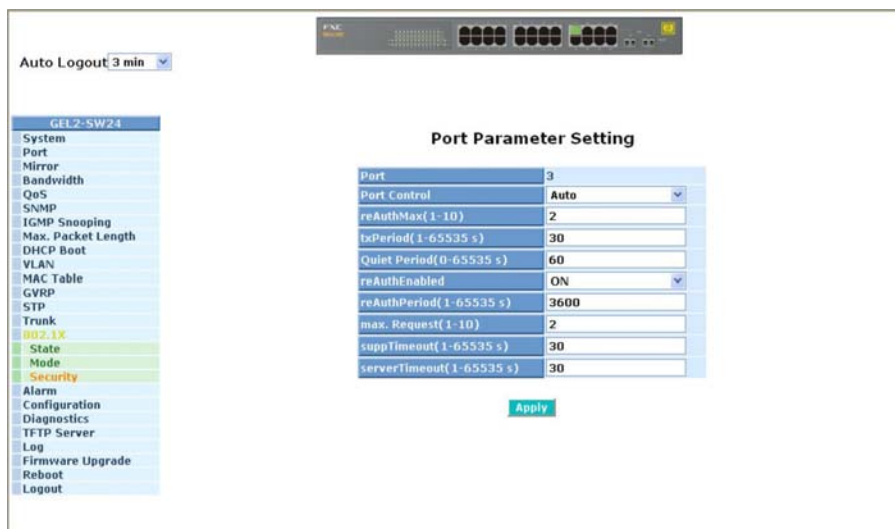 Auto Logout 3 min
GEL2-SW24
System
Port
Mirror
Bandwidth
QoS
SNMP
IGMP Snooping
Max. Packet Length
DHCP Boot
VLAN
MAC Table
GVRP
STP
Trunk
802.1X
State
Mode
Security
Alarm
Configuration
Diagnostics
TFTP Server
Log
Firmware Upgrade
Reboot
Logout
Port Parameter Setting
Port 3
Port Control Auto
reAuthMax(1-10) 2
txPeriod(1-65535 s) 30
Quiet Period(0-65535 s) 60
reAuthEnabled ON
reAuthPeriod(1-65535 s) 3600
max. Request(1-10) 2
suppTimeout(1-65535 s) 30
serverTimeout(1-65535 s) 30
Apply